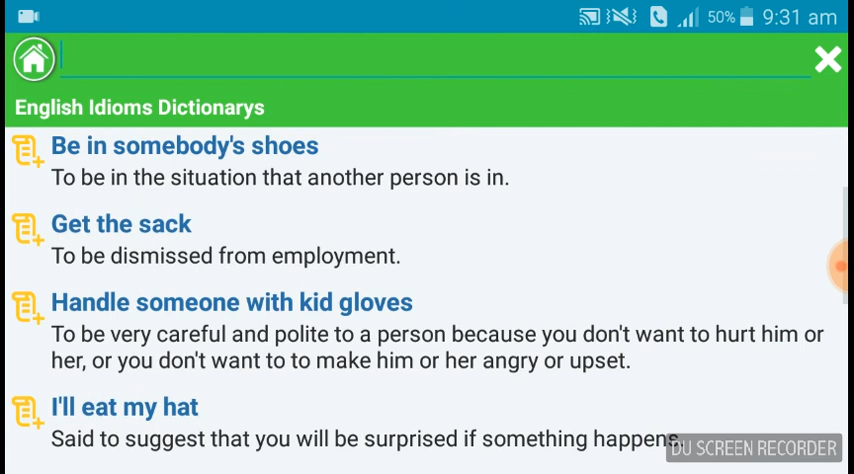 50% 9:31 am
English Idioms Dictionarys
Be in somebody's shoes
To be in the situation that another person is in.
Get the sack
To be dismissed from employment.
Handle someone with kid gloves
To be very careful and polite to a person because you don't want to hurt him or
her, or you don't want to to make him or her angry or upset.
I'll eat my hat
Said to suggest that you will be surprised if something happens.
DU SCREEN RECORDER